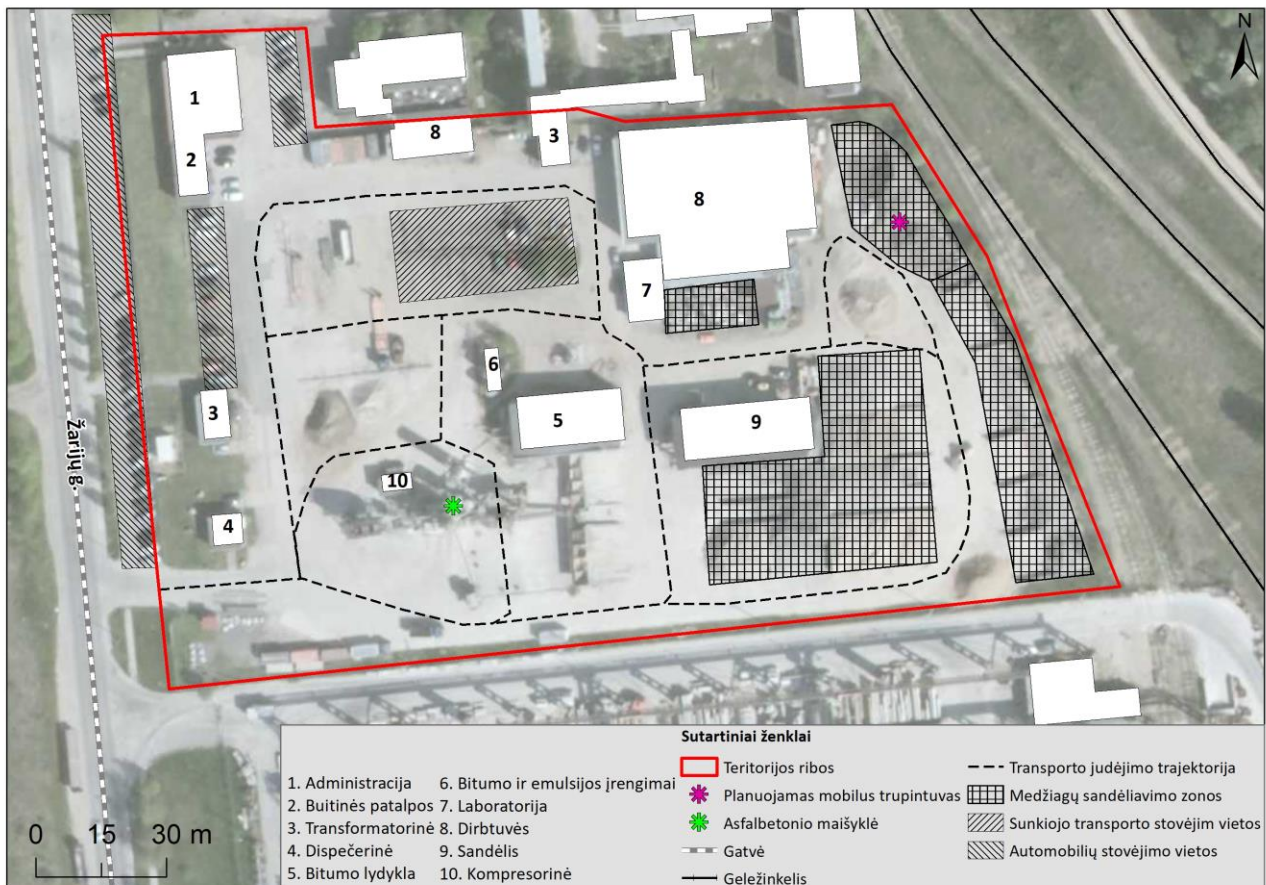 N
1
2
8
3
8
7
6
5
9
3
10
4
Žarijų g.
Sutartiniai ženklai
1. Administracija
2. Buitinės patalpos
3. Transformatorinė
4. Dispečerinė
5. Bitumo lydykla
6. Bitumo ir emulsijos įrengimai
7. Laboratorija
8. Dirbtuvės
9. Sandėlis
10. Kompresorinė
Teritorijos ribos
Planuojamas mobilus trupintuvas
Asfalbetonio maišyklė
Gatvė
Geležinkelis
Transporto judėjimo trajektorija
Medžiagų sandėliavimo zonos
Sunkiojo transporto stovėjim vietos
Automobilių stovėjimo vietos
0 15 30 m